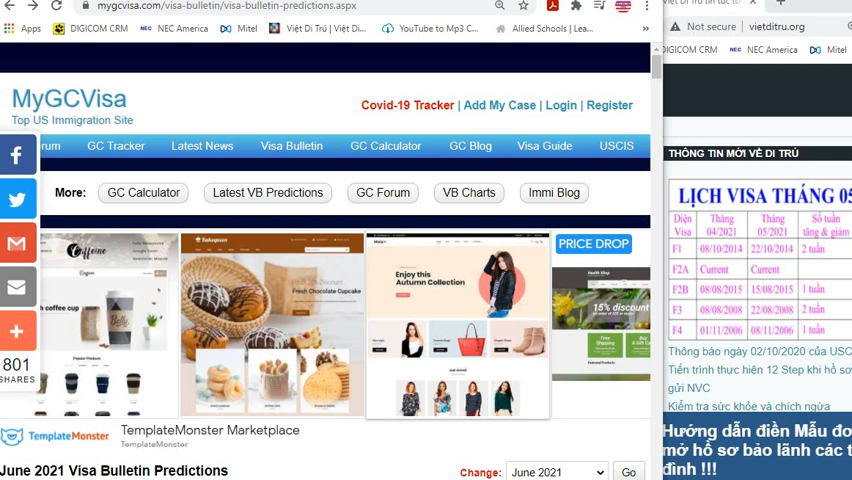 mygcvisa.com/visa-bulletin/visa-bulletin-predictions.aspx
Apps
DIGICOM CRM
NEC America
Mitel
Việt Di Trú | Việt Di...
YouTube to Mp3 C...
Allied Schools | Lea...
MyGCVisa
Top US Immigration Site
Covid-19 Tracker | Add My Case | Login | Register
rum
GC Tracker
Latest News
Visa Bulletin
GC Calculator
GC Blog
Visa Guide
USCIS
More:
GC Calculator
Latest VB Predictions
GC Forum
VB Charts
Immi Blog
801
SHARES
Caffeine
h coffee cup
Popular Products
Fresh Chocolate Cupcake
Enjoy this
Autumn Collection
PRICE DROP
15% discount
TemplateMonster
TemplateMonster Marketplace
TemplateMonster
June 2021 Visa Bulletin Predictions
Change:
June 2021
Go
Not secure
vietditru.org
DIGICOM CRM
NEC America
Mitel
THÔNG TIN MỚI VỀ DI TRÚ
LỊCH VISA THÁNG 05
Diện Visa
Tháng 04/2021
Tháng 05/2021
Số tuần tăng & giảm
F1 08/10/2014 22/10/2014 2 tuần
F2A Current Current
F2B 08/08/2015 15/08/2015 1 tuần
F3 08/08/2008 22/08/2008 2 tuần
F4 01/11/2006 08/11/2006 1 tuần
Thông báo ngày 02/10/2020 của USC
Tiến trình thực hiện 12 Step khi hồ sơ
gửi NVC
Kiểm tra sức khỏe và chích ngừa
Hướng dẫn điền Mẫu đơ
mở hồ sơ bảo lãnh các t
đình !!!